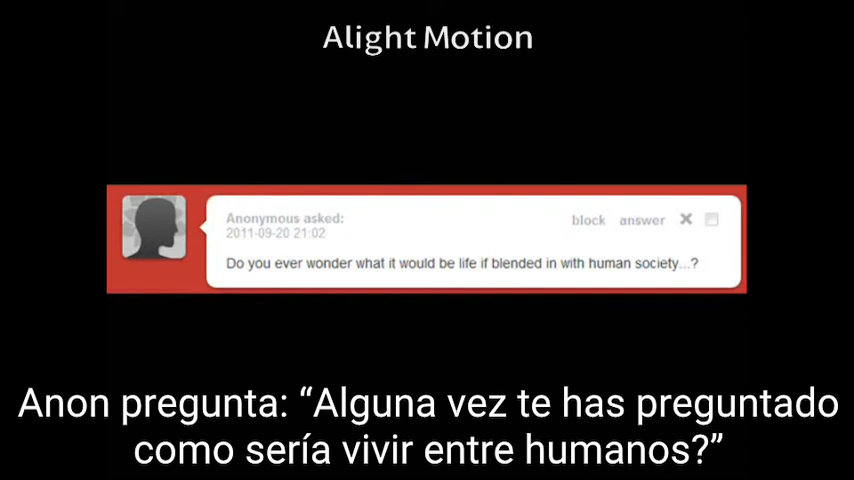 Alight Motion
Anonymous asked:
block answer
2011-09-20 21:02
Do you ever wonder what it would be life if blended in with human society...?
Anon pregunta: “Alguna vez te has preguntado
como sería vivir entre humanos?”